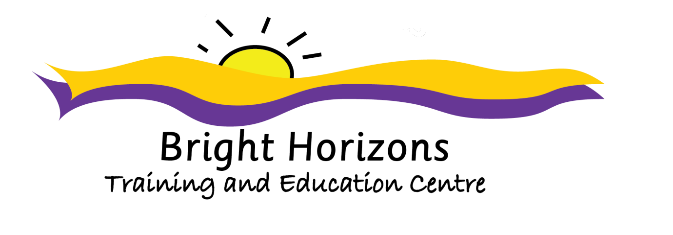 Bright Horizons
Training and Education Centre